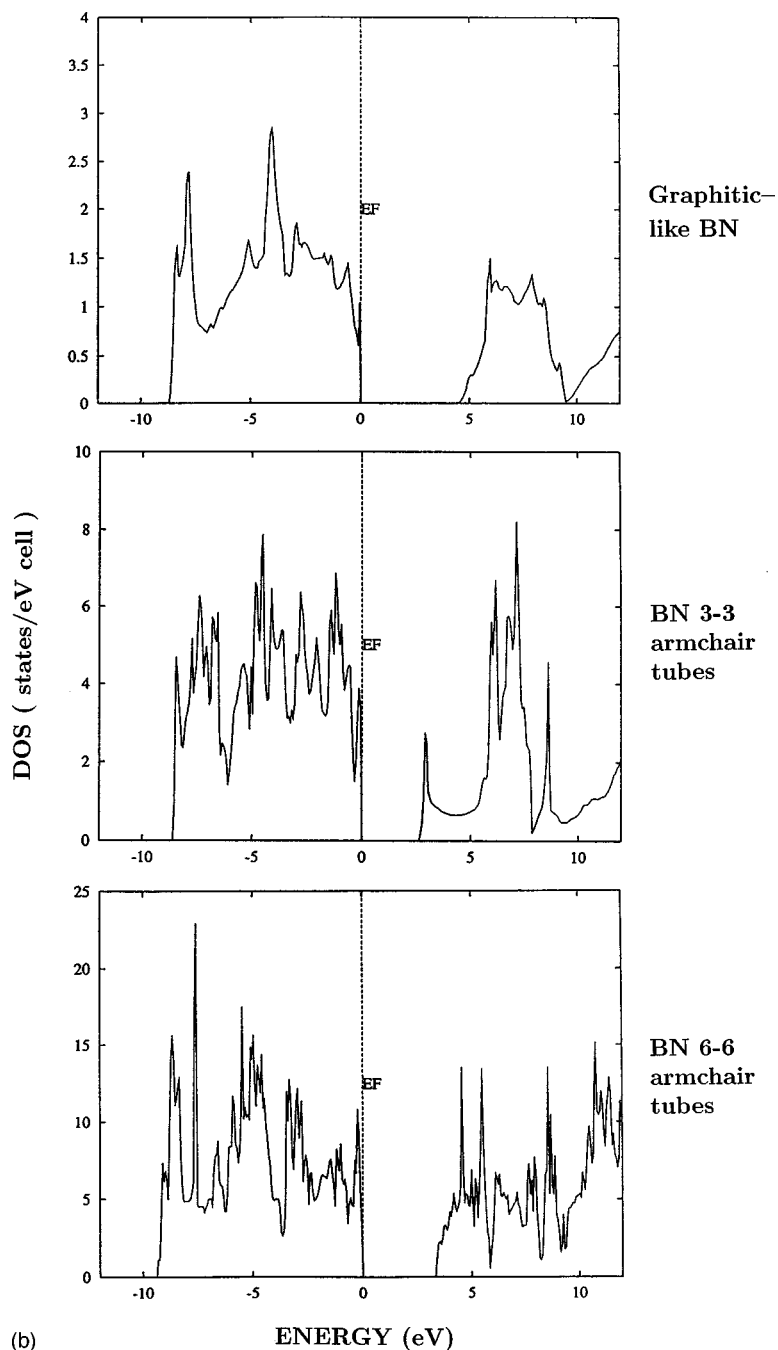 4
3.5
3
2.5
2
1.5
1
0.5
0
-10
-5
0
5
10
EF
Graphitic–
like BN
10
8
6
4
2
0
-10
-5
0
5
10
EF
BN 3-3
armchair
tubes
DOS ( states/eV cell )
25
20
15
10
5
0
-10
-5
0
5
10
EF
BN 6-6
armchair
tubes
(b)
ENERGY (eV)